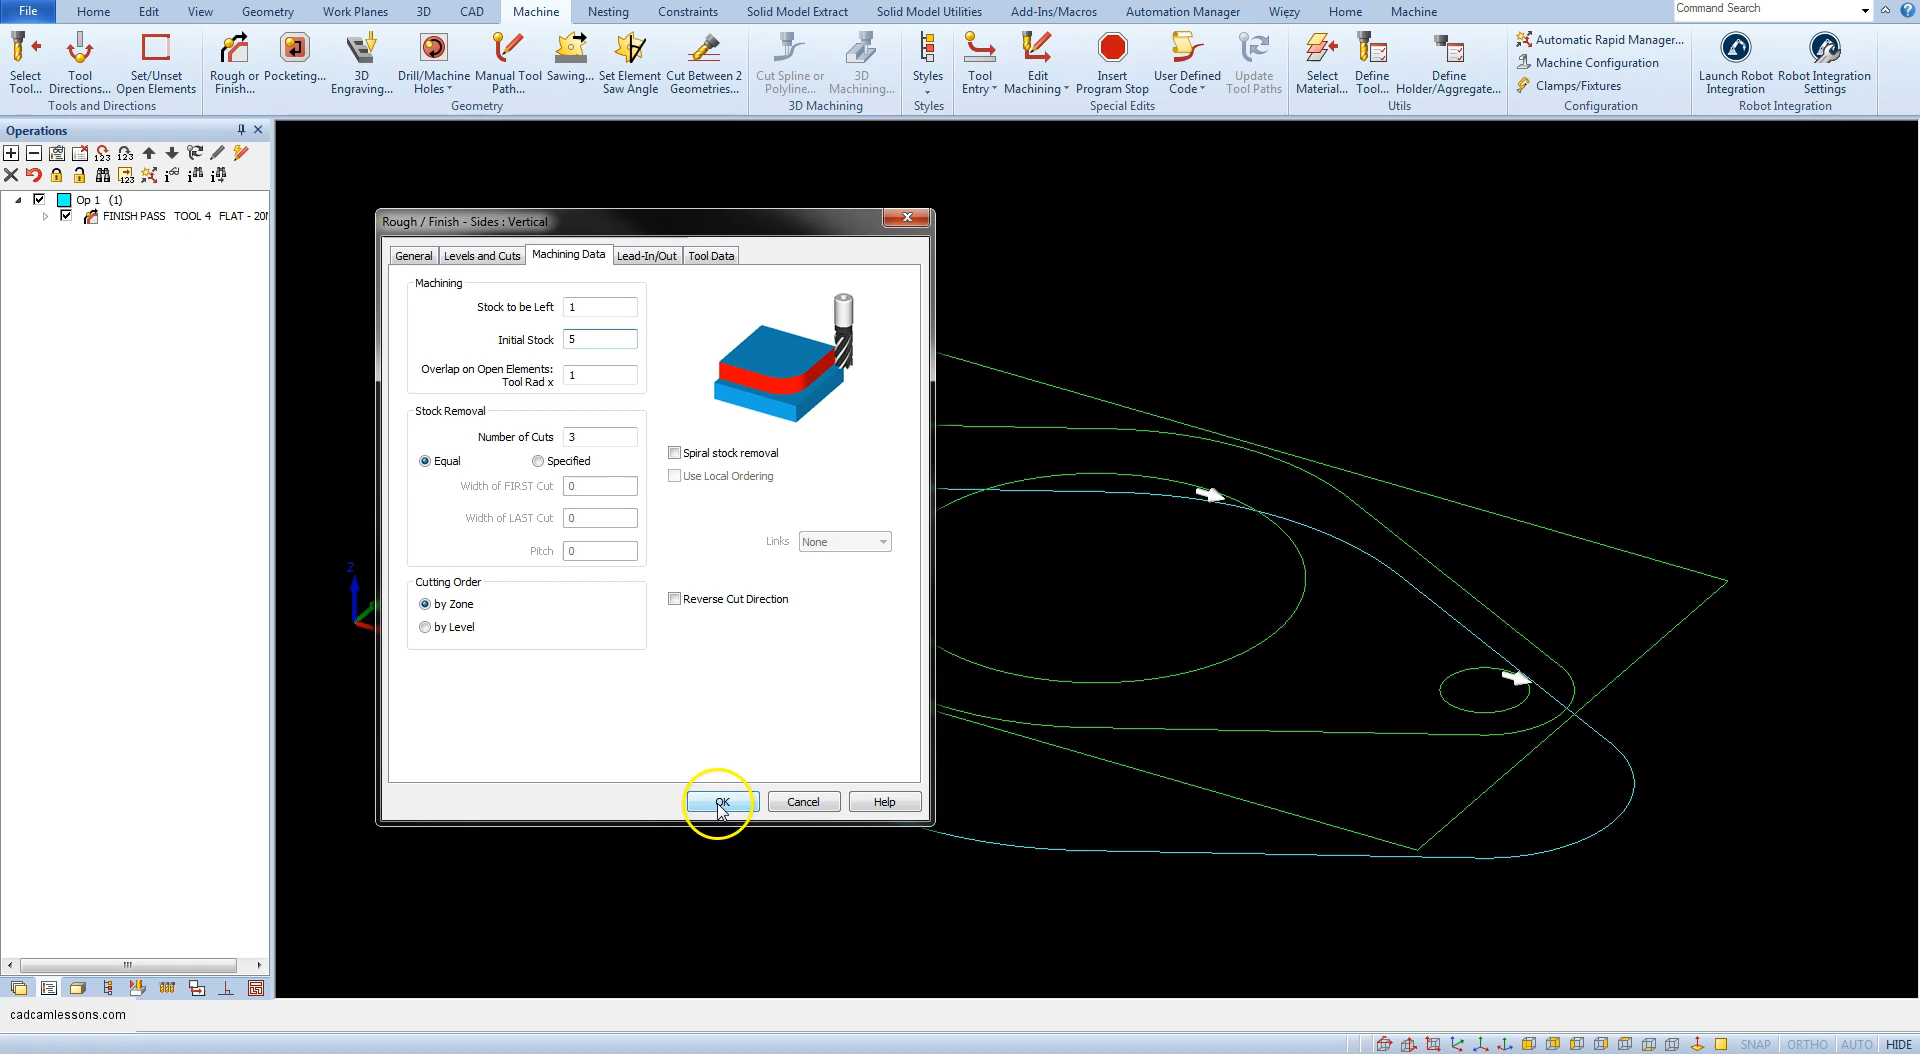 File Home Edit View Geometry Work Planes 3D CAD Machine Nesting Constraints Solid Model Extract Solid Model Utilities Add-Ins/Macros Automation Manager Więzy Home Machine Command Search
Select Tool... Tool Directions... Set/Unset Open Elements Rough or Finish... Pocketing... 3D Engraving... Drill/Machine Holes Manual Tool Path... Sawing... Set Element Saw Angle Cut Between 2 Geometries... Cut Spline or Polyline... 3D Machining... Styles Tool Entry Edit Machining Insert Program Stop User Defined Code Update Tool Paths Select Material... Define Tool... Define Holder/Aggregate... Automatic Rapid Manager... Machine Configuration Clamps/Fixtures Launch Robot Integration Robot Integration Settings
Tools and Directions Geometry 3D Machining Styles Special Edits Utils Configuration Robot Integration
Operations
123 123
123
Op 1 (1)
FINISH PASS TOOL 4 FLAT - 20
Rough / Finish - Sides : Vertical
General Levels and Cuts Machining Data Lead-In/Out Tool Data
Machining
Stock to be Left 1
Initial Stock 5
Overlap on Open Elements:
Tool Rad x 1
Stock Removal
Number of Cuts 3
Equal Specified
Width of FIRST Cut 0
Width of LAST Cut 0
Pitch 0
Cutting Order
by Zone
by Level
Spiral stock removal
Use Local Ordering
Links None
Reverse Cut Direction
OK Cancel Help
Z
cadcamlessons.com
SNAP ORTHO AUTO HIDE